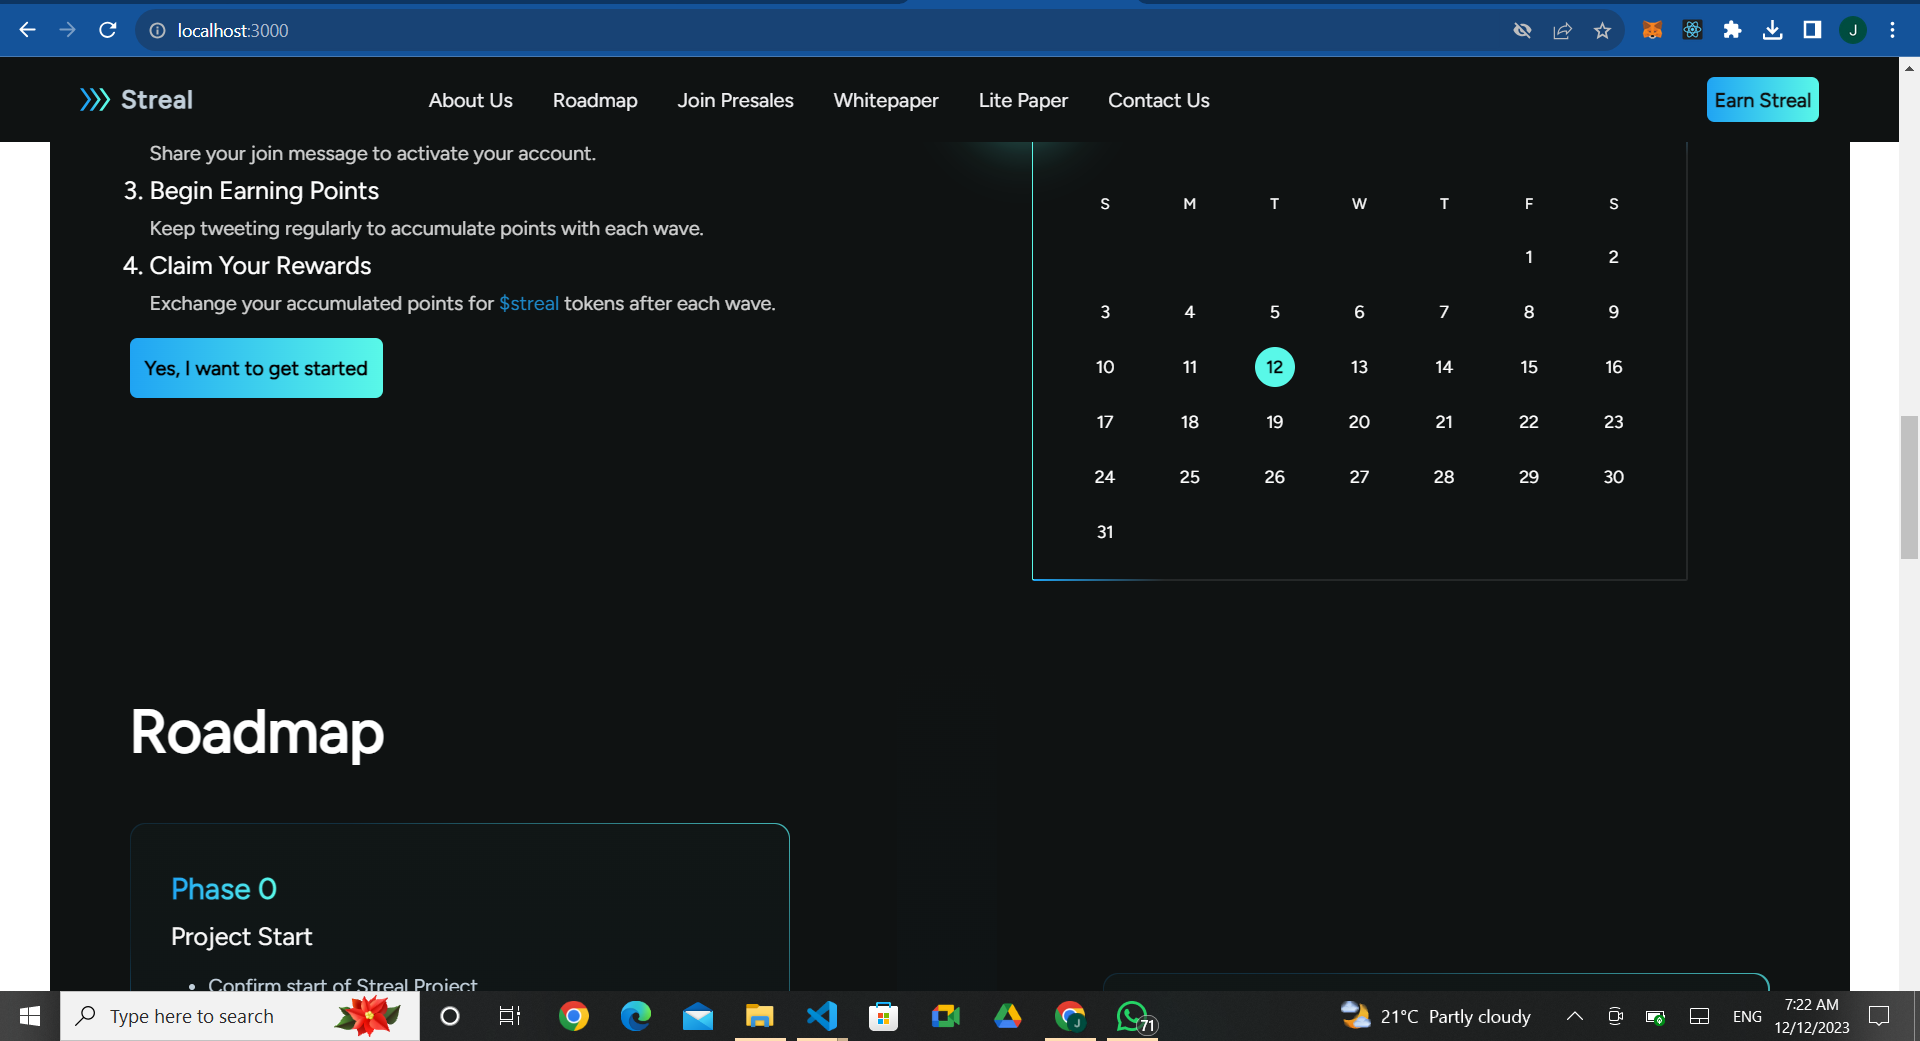 localhost:3000
J
Streal
About Us
Roadmap
Join Presales
Whitepaper
Lite Paper
Contact Us
Earn Streal
Share your join message to activate your account.
3. Begin Earning Points
Keep tweeting regularly to accumulate points with each wave.
4. Claim Your Rewards
Exchange your accumulated points for $streal tokens after each wave.
Yes, I want to get started
S M T W T F S
1 2
3 4 5 6 7 8 9
10 11 12 13 14 15 16
17 18 19 20 21 22 23
24 25 26 27 28 29 30
31
Roadmap
Phase 0
Project Start
• Confirm start of Streal Project
Type here to search
J
71
21°C Partly cloudy
ENG
7:22 AM
12/12/2023